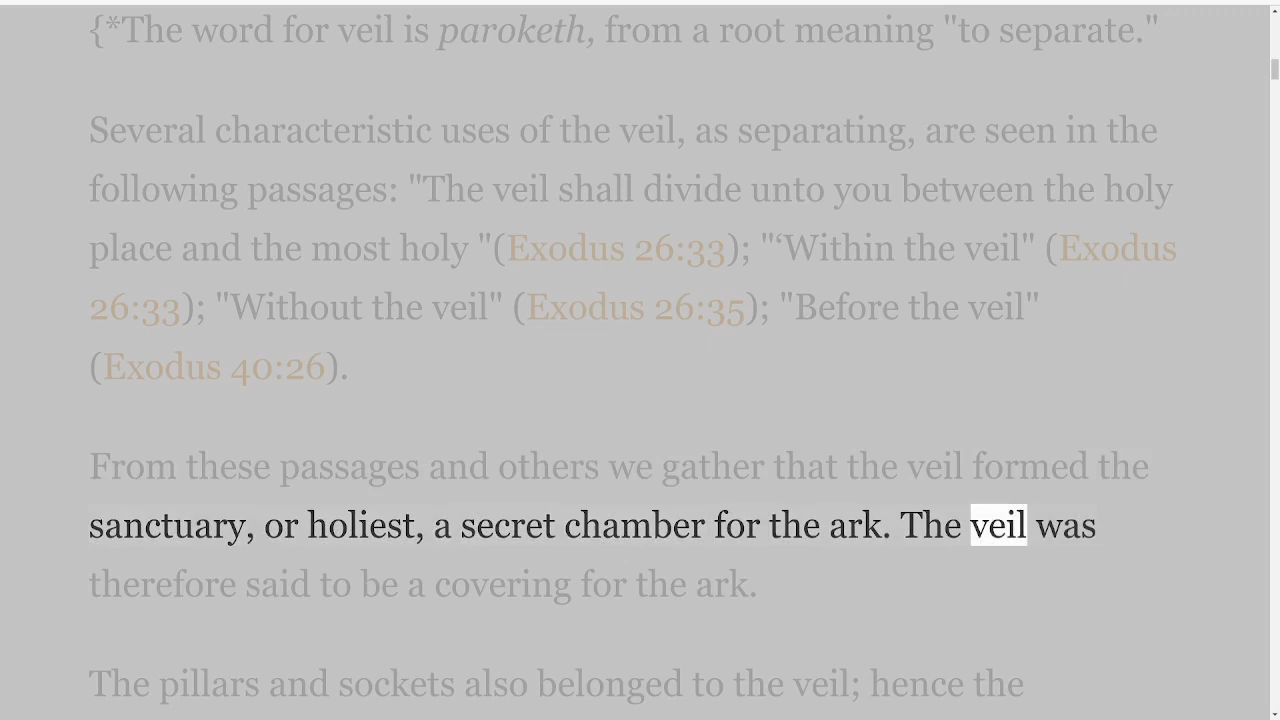 {*The word for veil is paroketh, from a root meaning "to separate."
Several characteristic uses of the veil, as separating, are seen in the
following passages: "The veil shall divide unto you between the holy
place and the most holy "(Exodus 26:33); "‘Within the veil" (Exodus
26:33); "Without the veil" (Exodus 26:35); "Before the veil"
(Exodus 40:26).
From these passages and others we gather that the veil formed the
sanctuary, or holiest, a secret chamber for the ark. The veil was
therefore said to be a covering for the ark.
The pillars and sockets also belonged to the veil; hence the